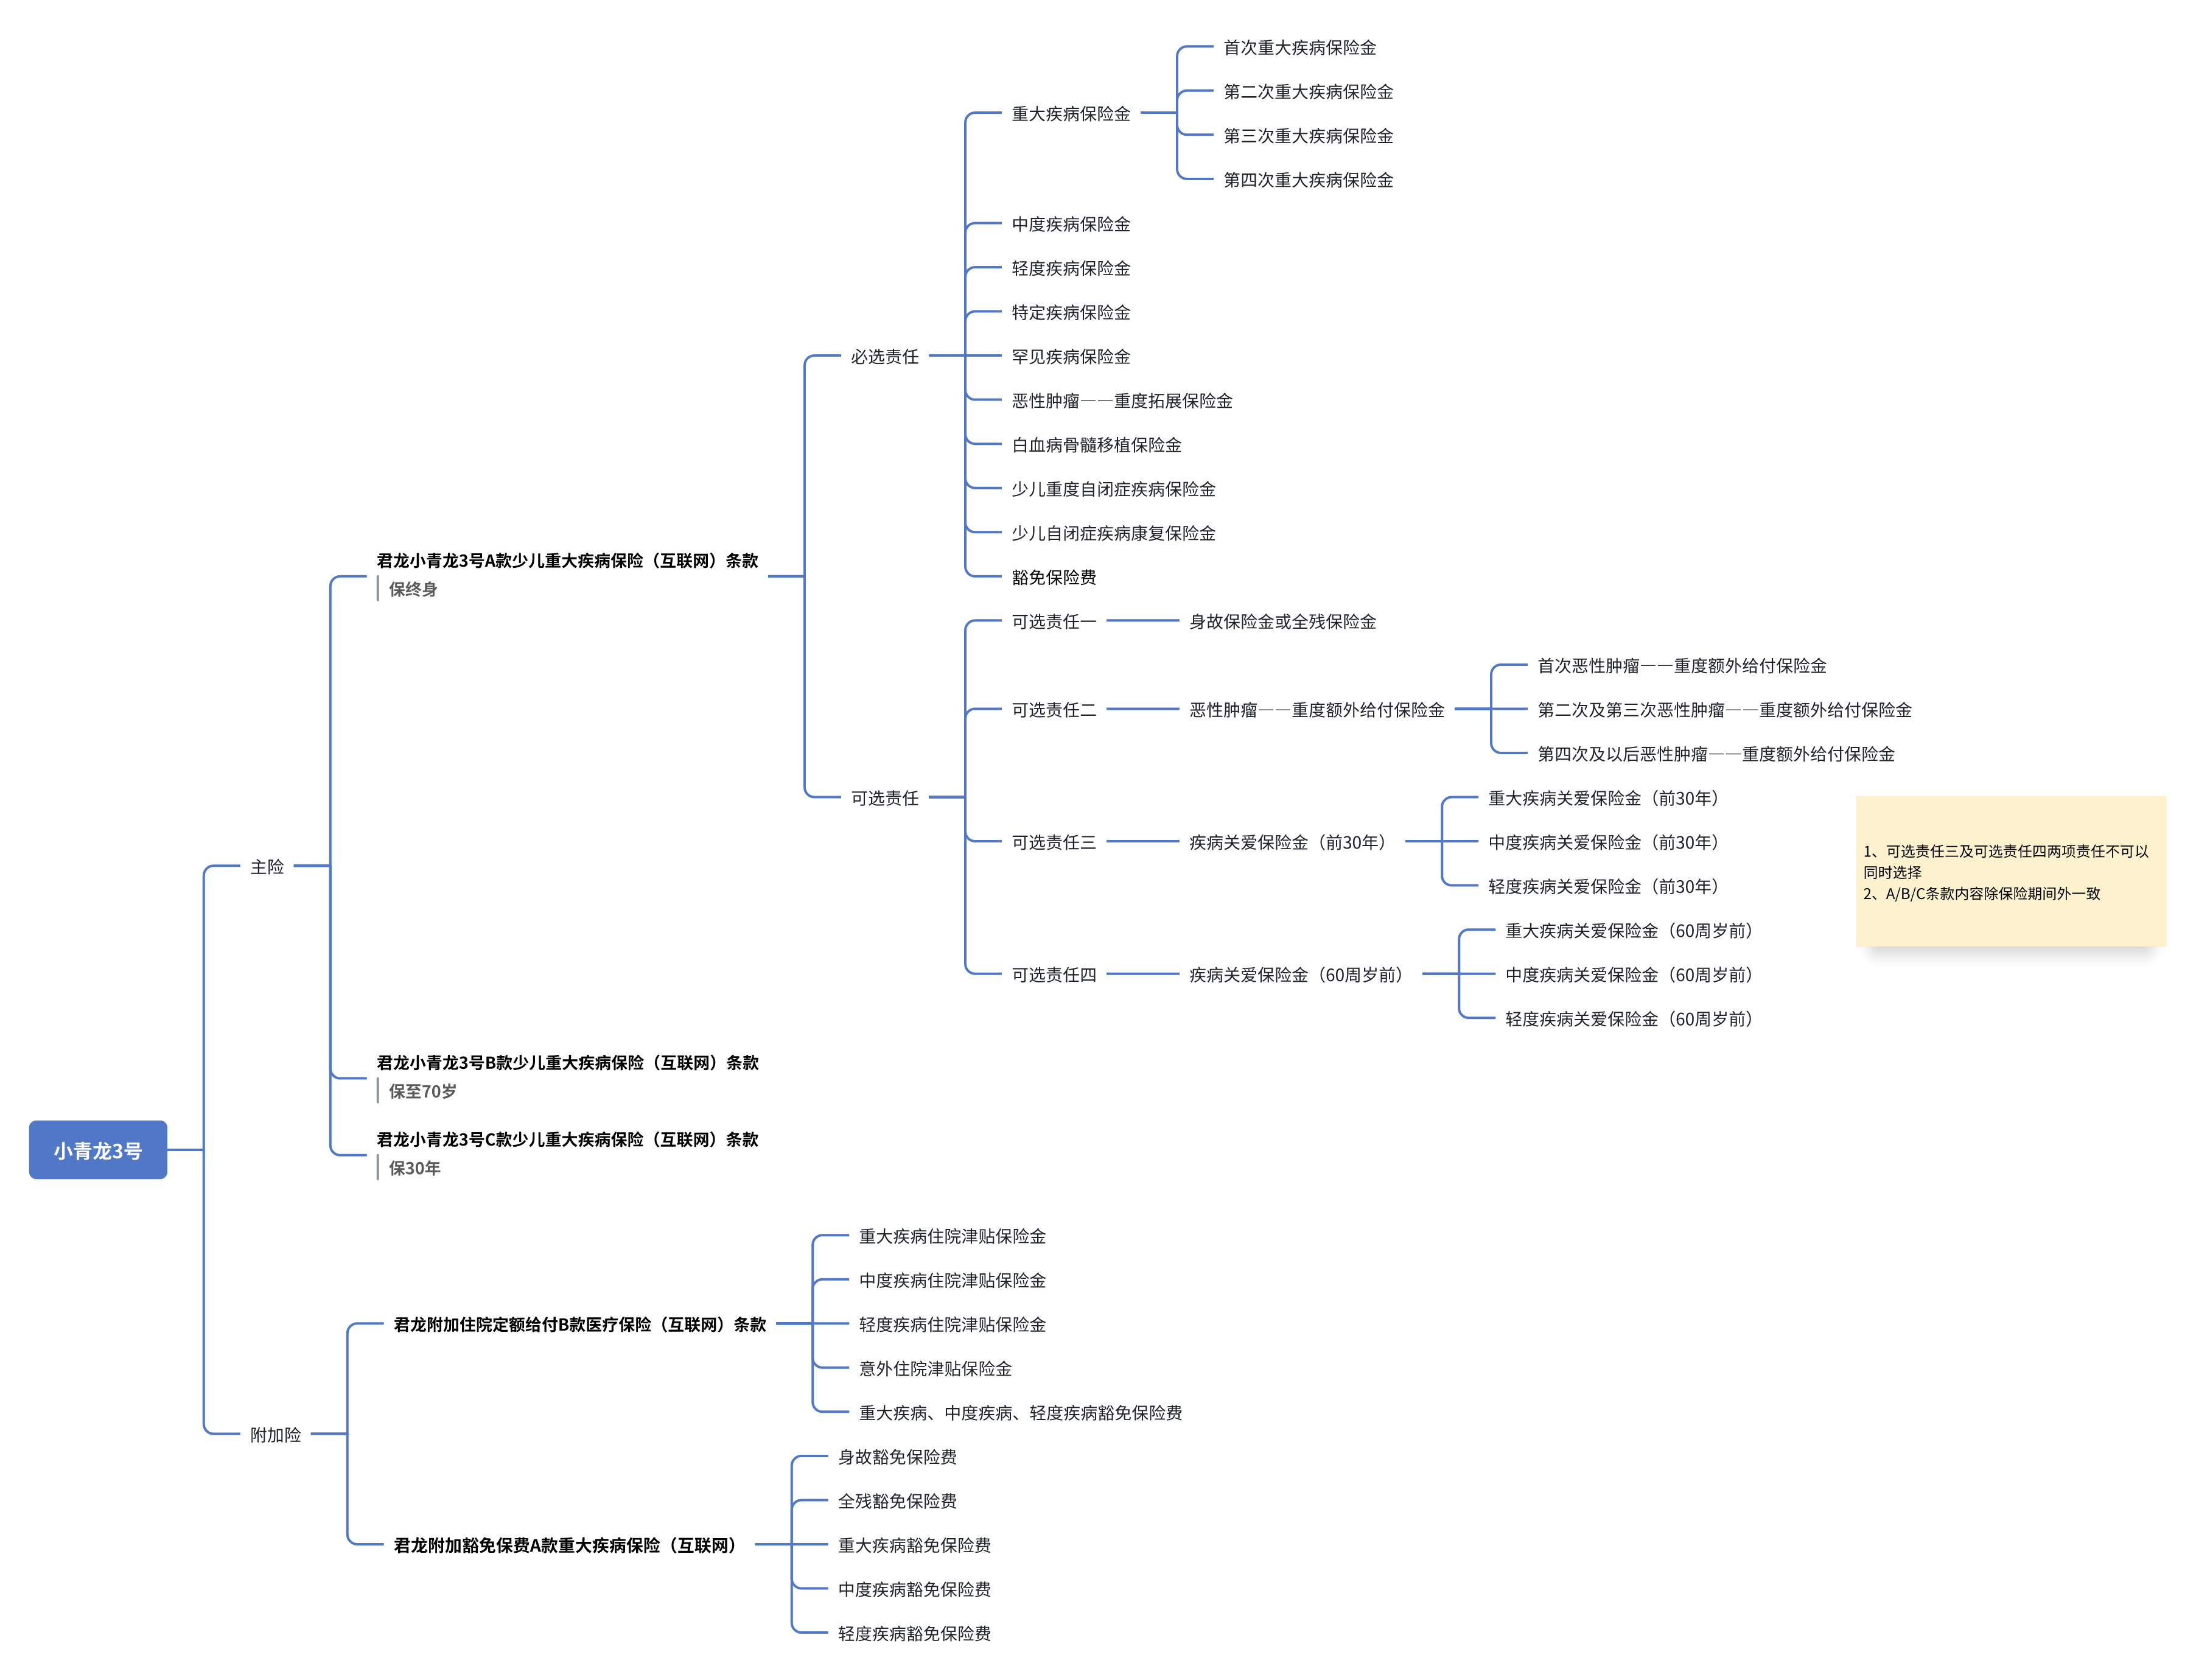 小青龙3号
主险
君龙小青龙3号A款少儿重大疾病保险（互联网）条款
保终身
必选责任
重大疾病保险金
首次重大疾病保险金
第二次重大疾病保险金
第三次重大疾病保险金
第四次重大疾病保险金
中度疾病保险金
轻度疾病保险金
特定疾病保险金
罕见疾病保险金
恶性肿瘤——重度拓展保险金
白血病骨髓移植保险金
少儿重度自闭症疾病保险金
少儿自闭症疾病康复保险金
豁免保险费
可选责任
可选责任一
身故保险金或全残保险金
可选责任二
恶性肿瘤——重度额外给付保险金
首次恶性肿瘤——重度额外给付保险金
第二次及第三次恶性肿瘤——重度额外给付保险金
第四次及以后恶性肿瘤——重度额外给付保险金
可选责任三
疾病关爱保险金（前30年）
重大疾病关爱保险金（前30年）
中度疾病关爱保险金（前30年）
轻度疾病关爱保险金（前30年）
可选责任四
疾病关爱保险金（60周岁前）
重大疾病关爱保险金（60周岁前）
中度疾病关爱保险金（60周岁前）
轻度疾病关爱保险金（60周岁前）
1、可选责任三及可选责任四两项责任不可以
同时选择
2、A/B/C条款内容除保险期间外一致
君龙小青龙3号B款少儿重大疾病保险（互联网）条款
保至70岁
君龙小青龙3号C款少儿重大疾病保险（互联网）条款
保30年
附加险
君龙附加住院定额给付B款医疗保险（互联网）条款
重大疾病住院津贴保险金
中度疾病住院津贴保险金
轻度疾病住院津贴保险金
意外住院津贴保险金
重大疾病、中度疾病、轻度疾病豁免保险费
君龙附加豁免保费A款重大疾病保险（互联网）
身故豁免保险费
全残豁免保险费
重大疾病豁免保险费
中度疾病豁免保险费
轻度疾病豁免保险费